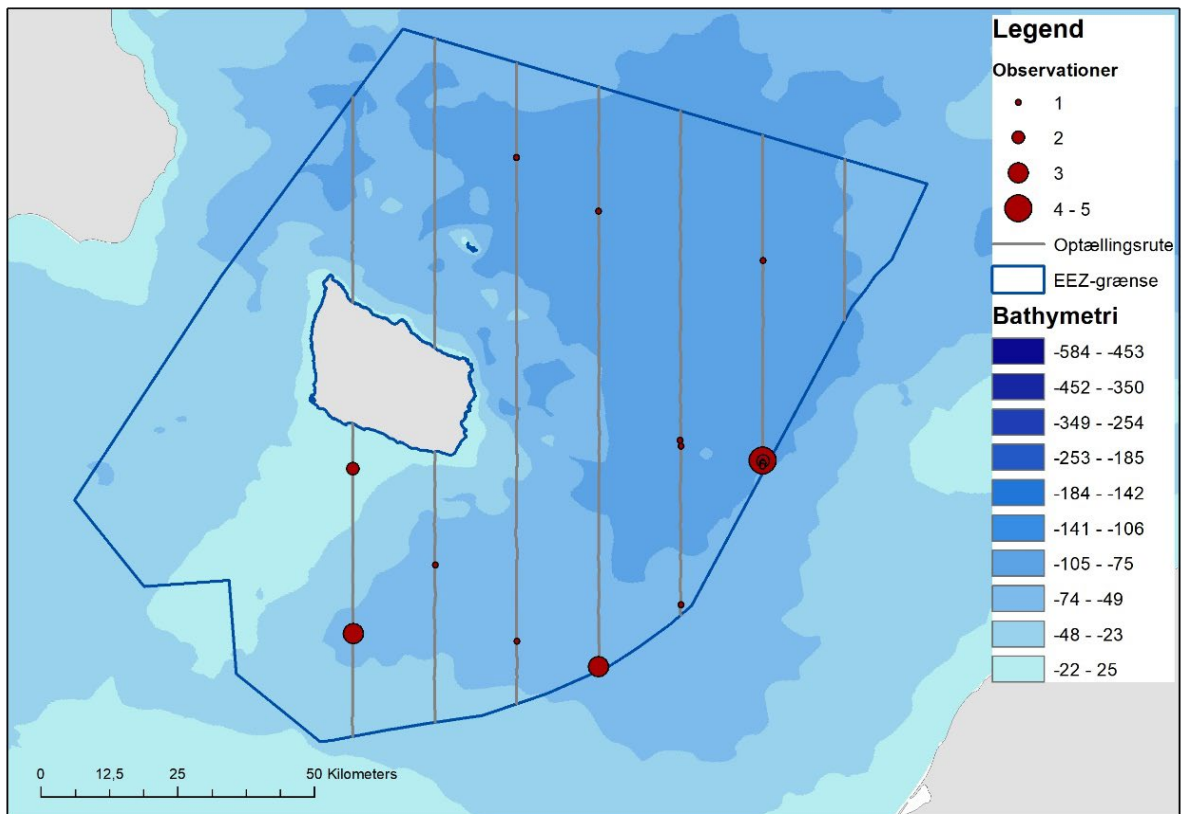 Legend
Observationer
1
2
3
4 - 5
Optællingsrute
EEZ-grænse
Bathymetri
-584 - -453
-452 - -350
-349 - -254
-253 - -185
-184 - -142
-141 - -106
-105 - -75
-74 - -49
-48 - -23
-22 - 25
0 12,5 25 50 Kilometers